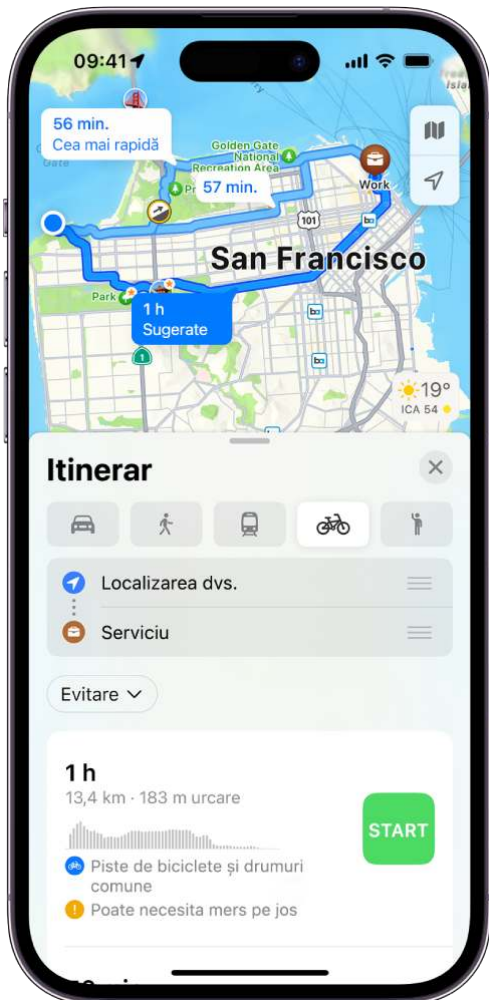 09:41
56 min.
Cea mai rapidă
Golden Gate
National
Recreation Area
57 min.
Work
101
San Francisco
Park
1 h
Sugerate
1
19°
ICA 54
Itinerar
Localizarea dvs.
Serviciu
Evitare
1 h
13,4 km · 183 m urcare
START
Piste de biciclete și drumuri
comune
Poate necesita mers pe jos